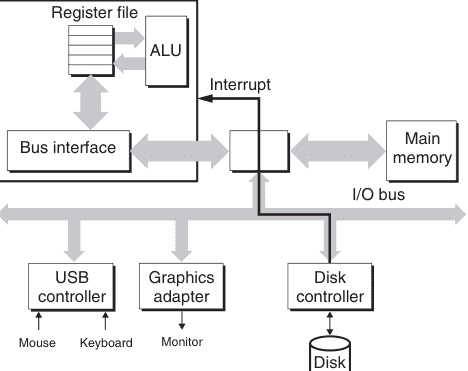 Register file
ALU
Interrupt
Bus interface
Main
memory
I/O bus
USB
controller
Graphics
adapter
Disk
controller
Mouse
Keyboard
Monitor
Disk